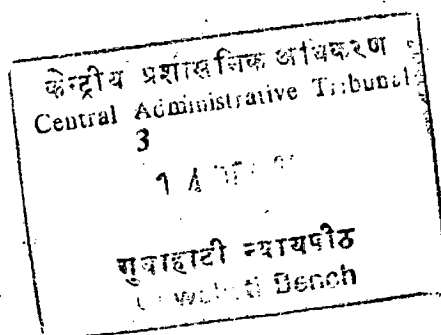 केन्द्रीय प्रशासनिक अधिकरण
Central Administrative Tribunal
3
गुवाहाटी न्यायपीठ
Bench